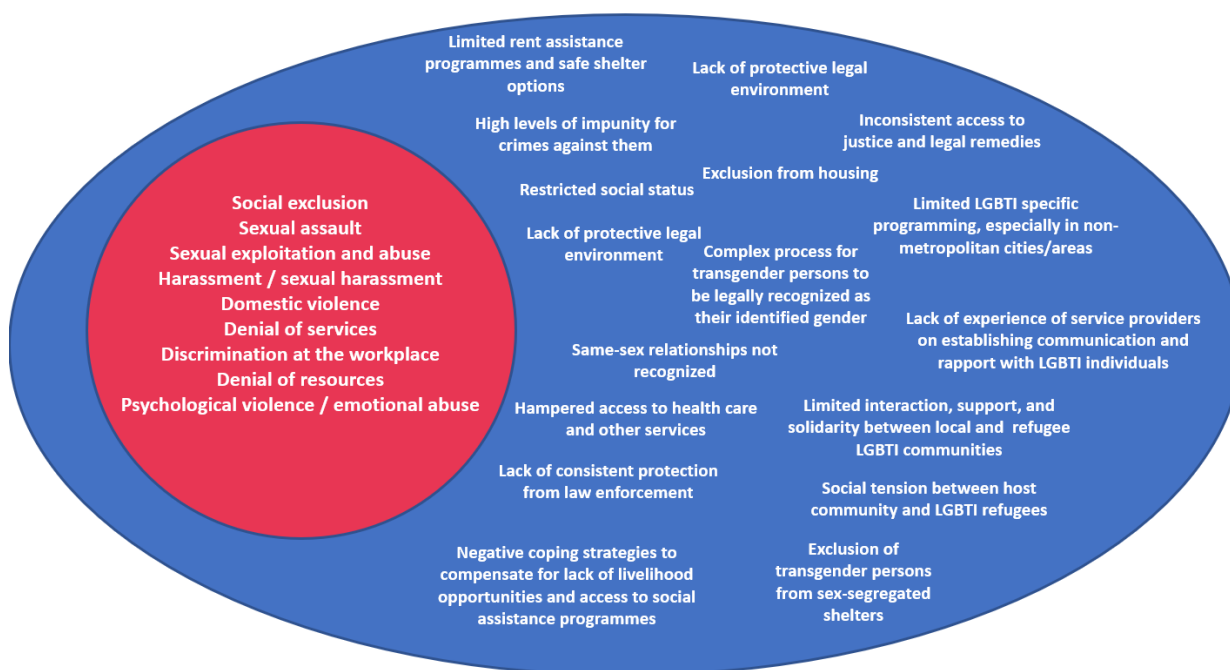 Social exclusion
Sexual assault
Sexual exploitation and abuse
Harassment / sexual harassment
Domestic violence
Denial of services
Discrimination at the workplace
Denial of resources
Psychological violence / emotional abuse
Limited rent assistance
programmes and safe shelter
options
Lack of protective legal
environment
High levels of impunity for
crimes against them
Inconsistent access to
justice and legal remedies
Exclusion from housing
Restricted social status
Limited LGBTI specific
programming, especially in non-
metropolitan cities/areas
Lack of protective legal
environment
Complex process for
transgender persons to
be legally recognized as
their identified gender
Lack of experience of service providers
on establishing communication and
rapport with LGBTI individuals
Same-sex relationships not
recognized
Hampered access to health care
and other services
Limited interaction, support, and
solidarity between local and refugee
LGBTI communities
Lack of consistent protection
from law enforcement
Social tension between host
community and LGBTI refugees
Negative coping strategies to
compensate for lack of livelihood
opportunities and access to social
assistance programmes
Exclusion of
transgender persons
from sex-segregated
shelters